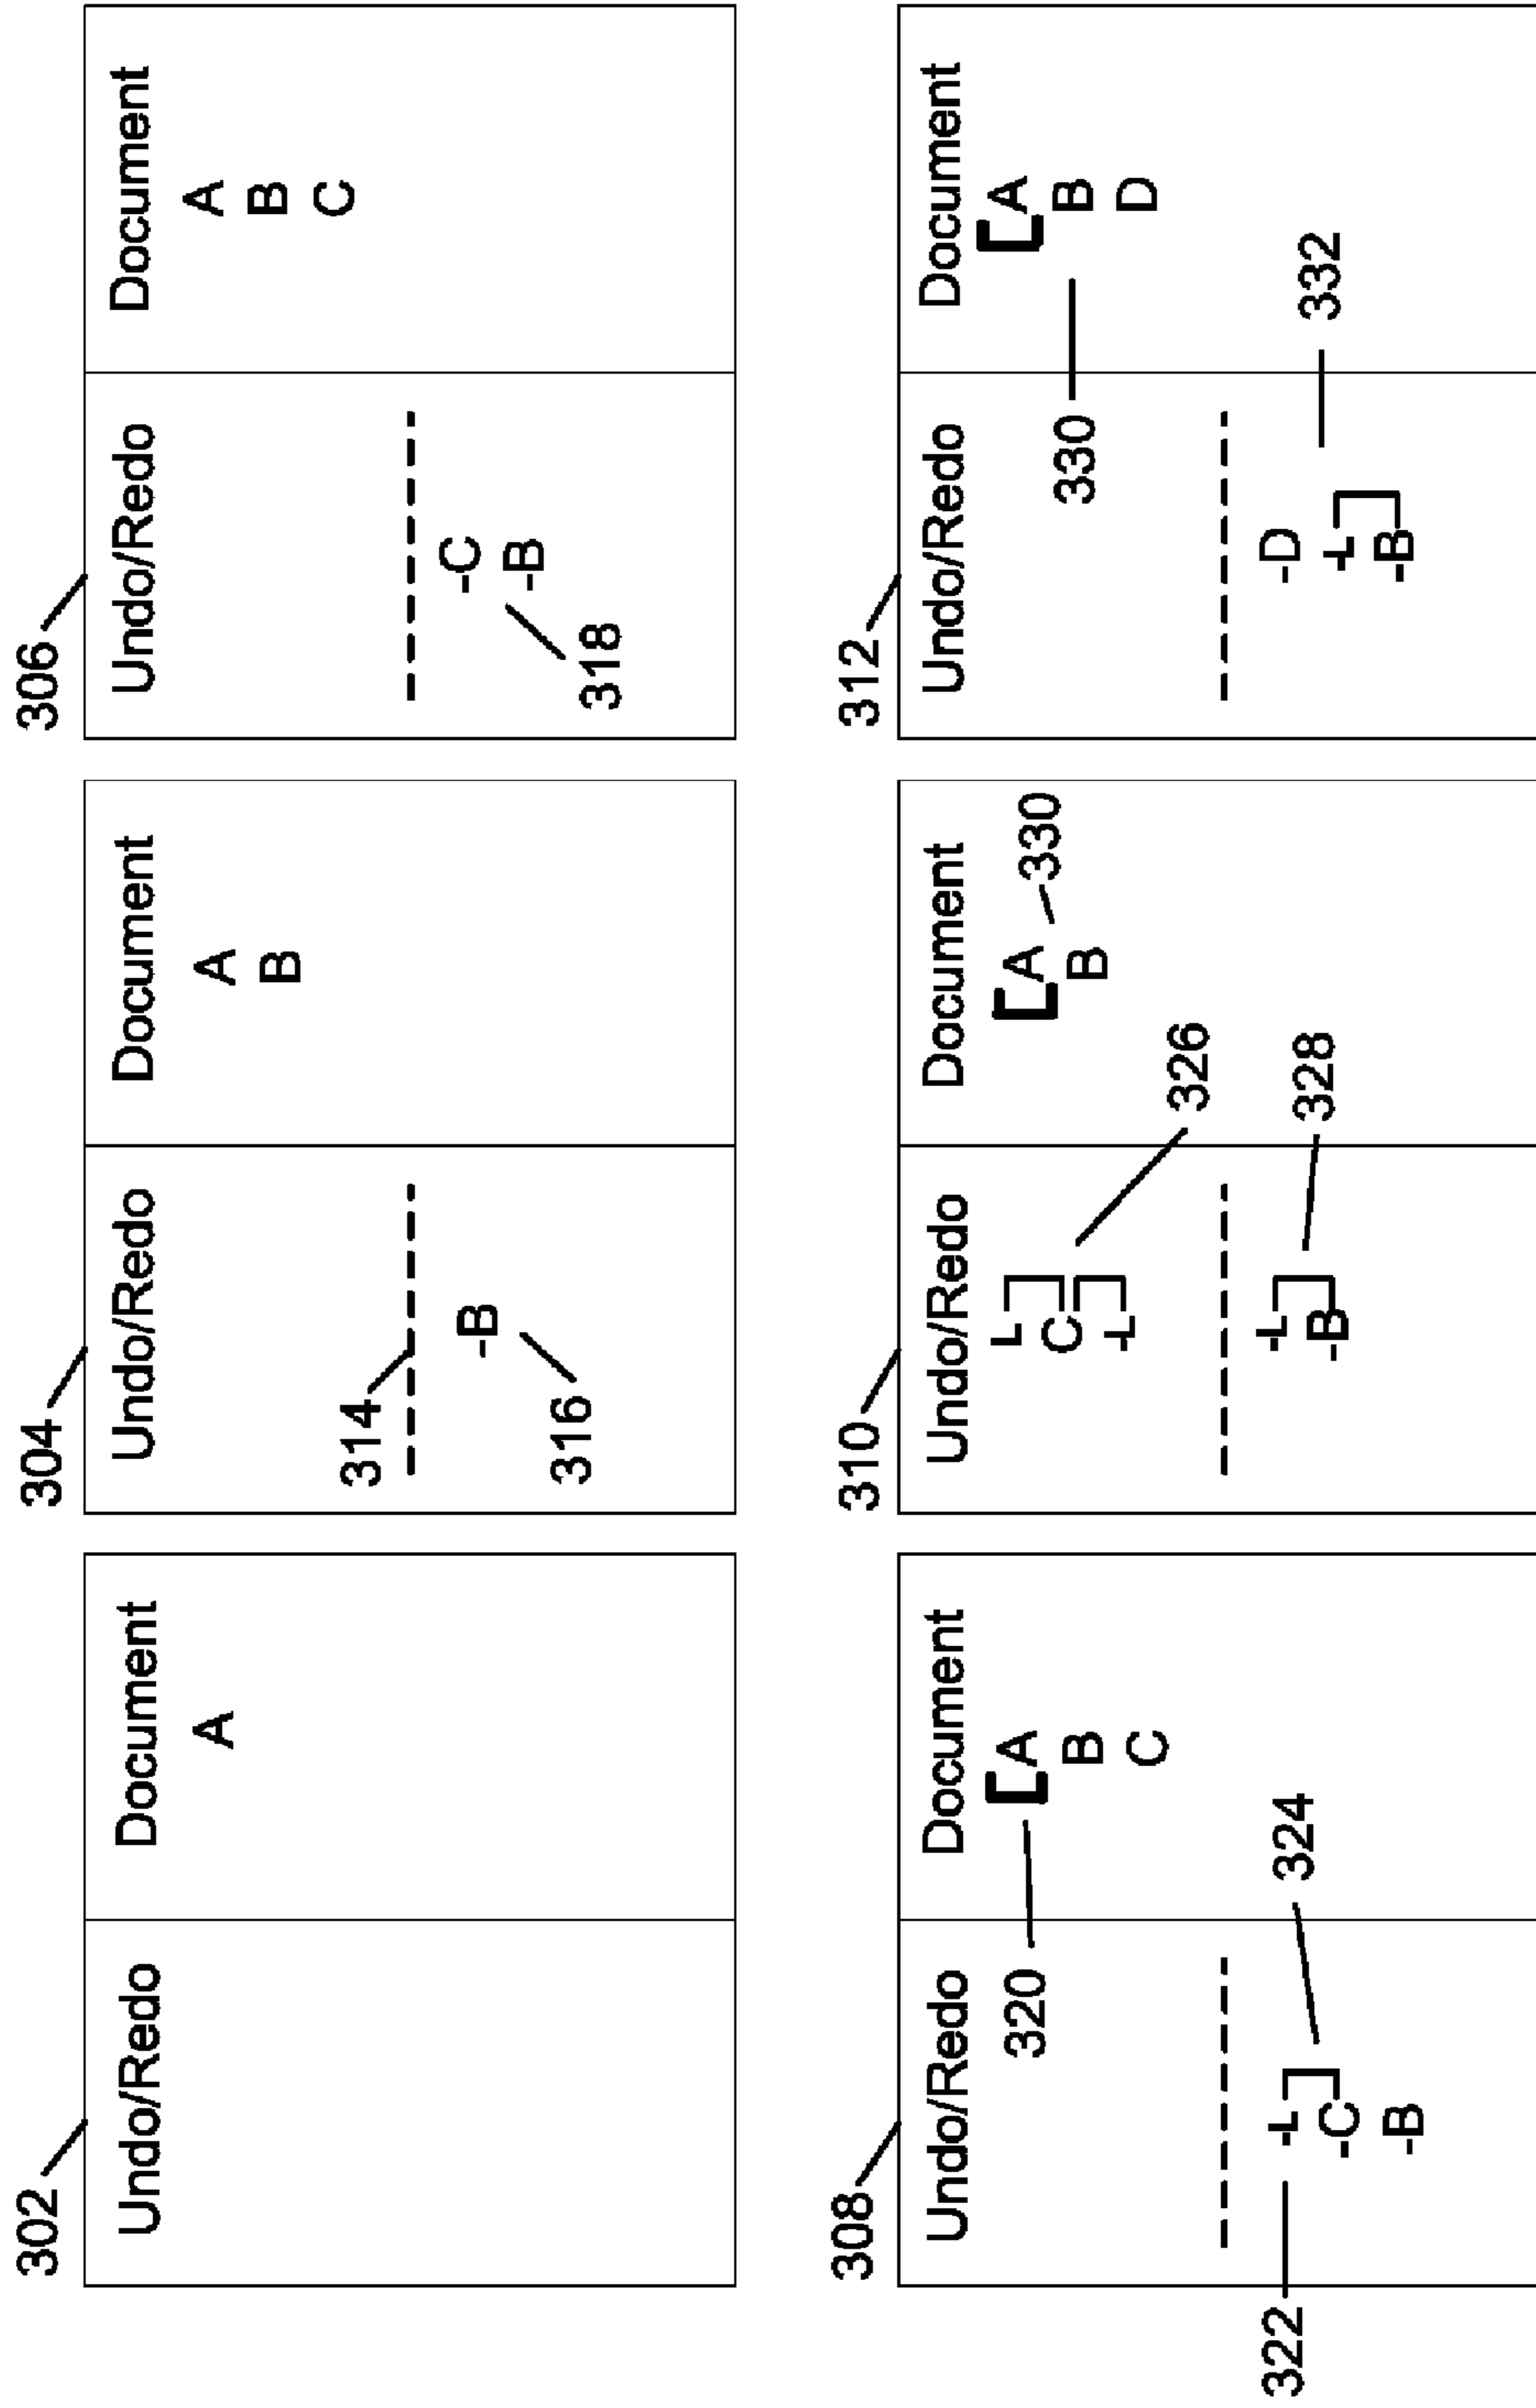 302
Undo/Redo
Document
A
304
Undo/Redo
Document
A
B
314
-B
316
306
Undo/Redo
Document
A
B
C
-C
-B
318
308
Undo/Redo
Document
A
B
C
320
322
-L
-C
-B
324
310
Undo/Redo
Document
A
B
330
L
C
-L
326
-L
-B
328
312
Undo/Redo
Document
A
B
D
330
-D
-L
-B
332